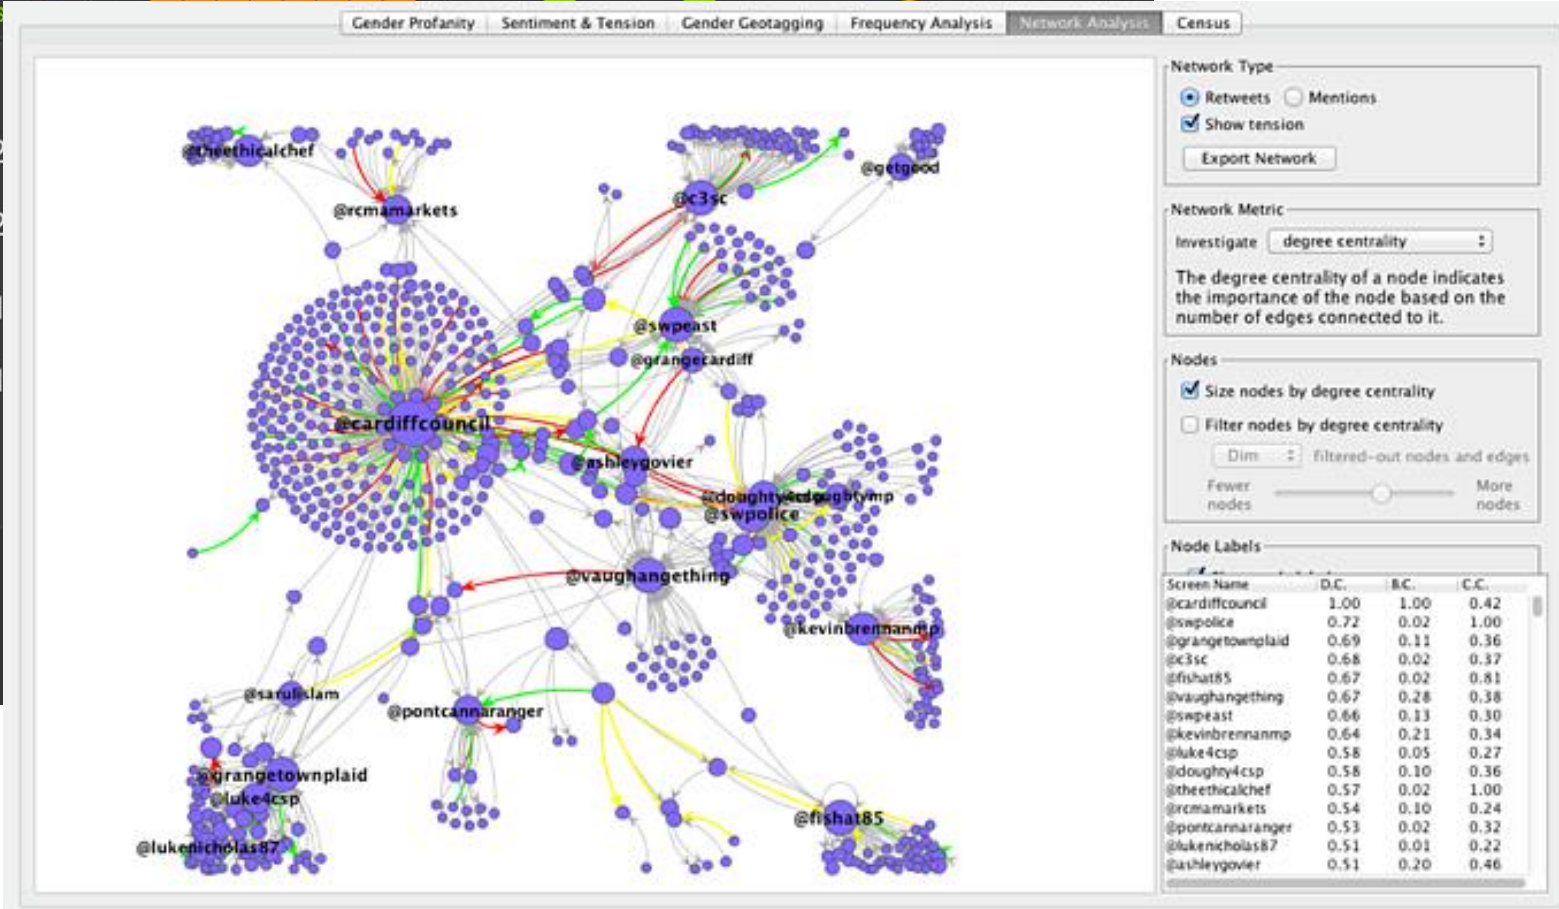 Gender Profanity Sentiment & Tension Gender Geotagging Frequency Analysis Network Analysis Census
@theethicalchef
@rcmamarkets
@c3sc
@getgood
@swpeast
@grangecardiff
@cardiffcouncil
@ashleygovier
@doughty4csp
@swpolice
@vaughangething
@kevinbrennanmp
@sarulislam
@pontcannaranger
@grangetownplaid
@luke4csp
@lukenicholas87
@fishat85
Network Type
Retweets Mentions
Show tension
Export Network
Network Metric
Investigate degree centrality
The degree centrality of a node indicates
the importance of the node based on the
number of edges connected to it.
Nodes
Size nodes by degree centrality
Filter nodes by degree centrality
Dim filtered-out nodes and edges
Fewer nodes More nodes
Node Labels
Screen Name D.C. B.C. C.C.
@cardiffcouncil 1.00 1.00 0.42
@swpolice 0.72 0.02 1.00
@grangetownplaid 0.69 0.11 0.36
@c3sc 0.68 0.02 0.37
@fishat85 0.67 0.02 0.81
@vaughangething 0.67 0.28 0.38
@swpeast 0.66 0.13 0.30
@kevinbrennanmp 0.64 0.21 0.34
@luke4csp 0.58 0.05 0.27
@doughty4csp 0.58 0.10 0.36
@theethicalchef 0.57 0.02 1.00
@rcmamarkets 0.54 0.10 0.24
@pontcannaranger 0.53 0.02 0.32
@lukenicholas87 0.51 0.01 0.22
@ashleygovier 0.51 0.20 0.46